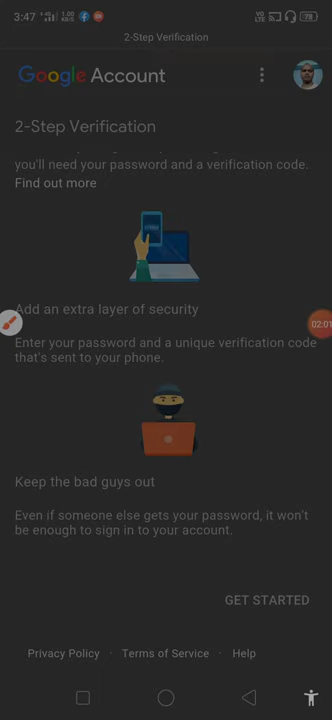 3:47
2-Step Verification
Google Account
2-Step Verification
you'll need your password and a verification code.
Find out more
Add an extra layer of security
Enter your password and a unique verification code
that's sent to your phone.
02:01
Keep the bad guys out
Even if someone else gets your password, it won't
be enough to sign in to your account.
GET STARTED
Privacy Policy · Terms of Service · Help